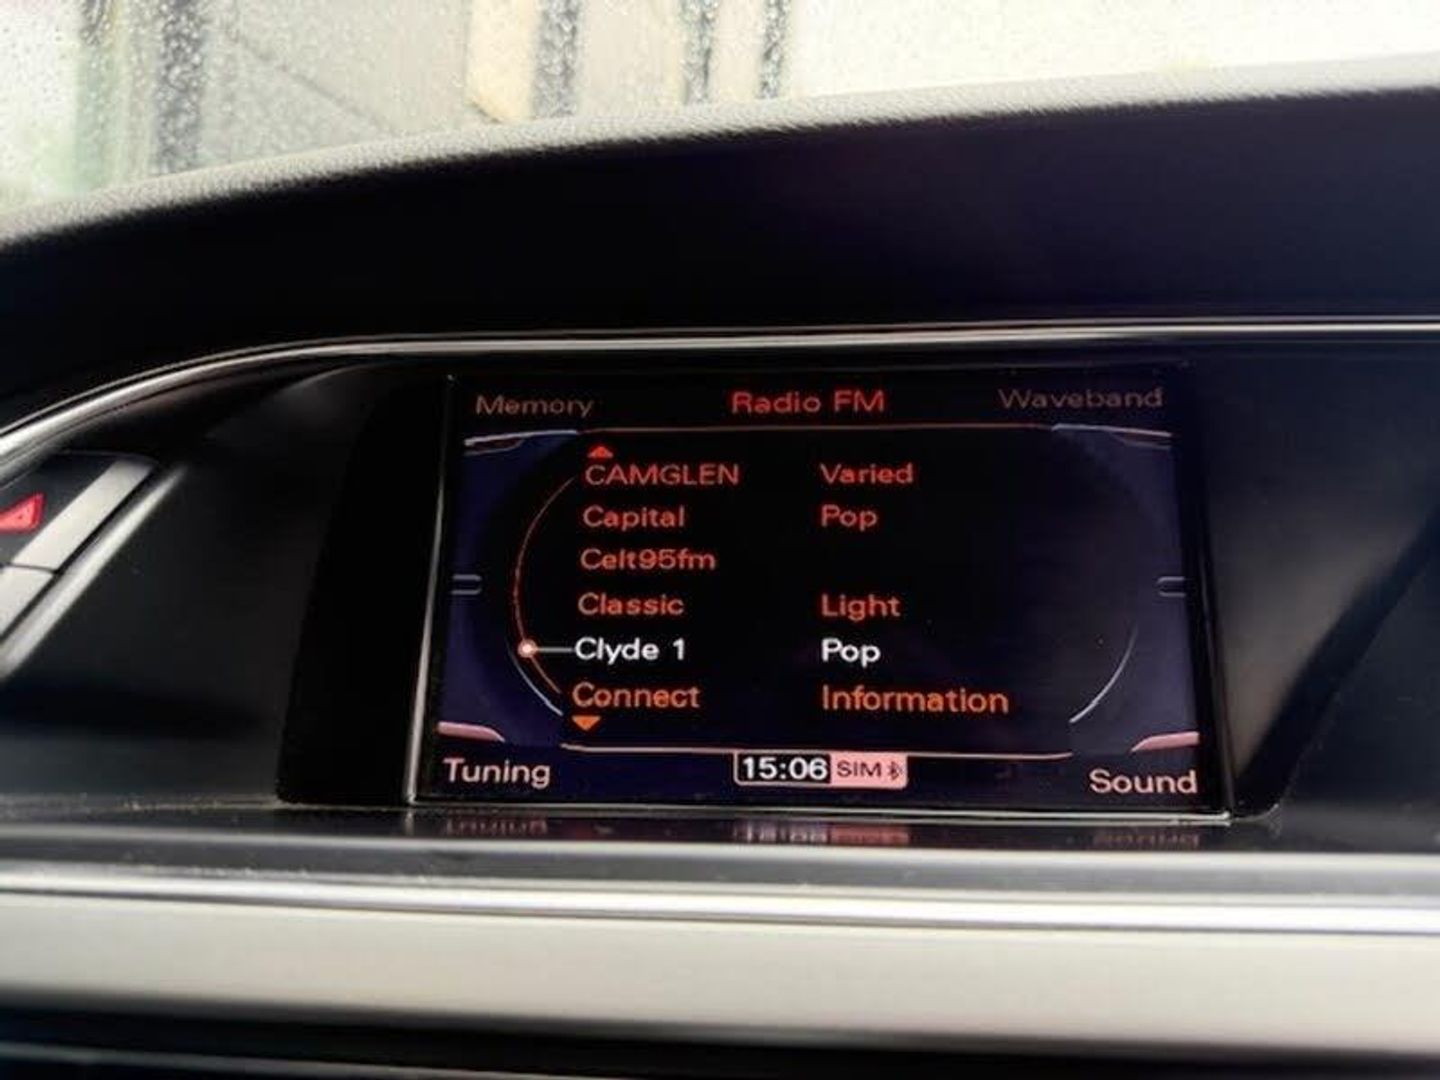 Memory Radio FM Waveband
CAMGLEN Varied
Capital Pop
Celt95fm
Classic Light
Clyde 1 Pop
Connect Information
Tuning 15:06 SIM Sound